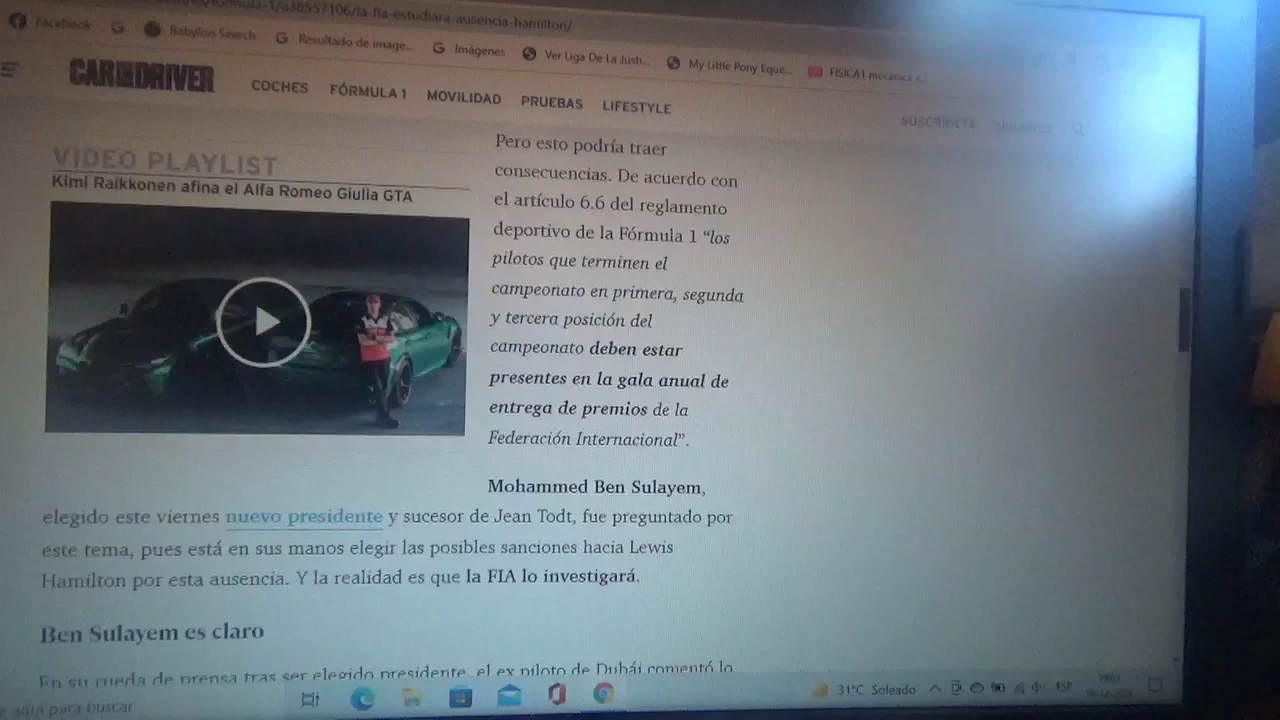 formula-1/a38557106/la-fia-estudiara-ausencia-hamilton/
Facebook
Babylon Search
Resultado de image...
Imágenes
Ver Liga De La Justi...
My Little Pony Eque...
FISICA I mecanica
CAR AND DRIVER
COCHES FÓRMULA 1 MOVILIDAD PRUEBAS LIFESTYLE
SUSCRÍBETE
VIDEO PLAYLIST
Kimi Raikkonen afina el Alfa Romeo Giulia GTA
Pero esto podría traer
consecuencias. De acuerdo con
el artículo 6.6 del reglamento
deportivo de la Fórmula 1 “los
pilotos que terminen el
campeonato en primera, segunda
y tercera posición del
campeonato deben estar
presentes en la gala anual de
entrega de premios de la
Federación Internacional”.
Mohammed Ben Sulayem,
elegido este viernes nuevo presidente y sucesor de Jean Todt, fue preguntado por
este tema, pues está en sus manos elegir las posibles sanciones hacia Lewis
Hamilton por esta ausencia. Y la realidad es que la FIA lo investigará.
Ben Sulayem es claro
En su rueda de prensa tras ser elegido presidente, el ex piloto de Dubái comentó lo
aquí para buscar
31°C Soleado
ESP